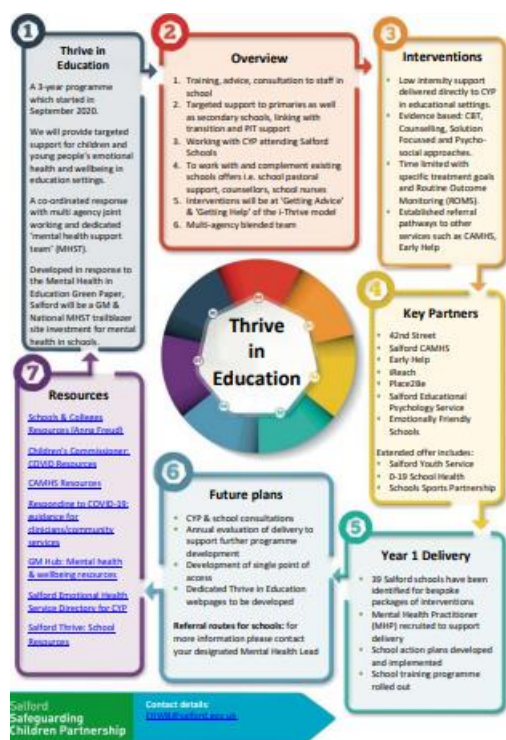 1
Thrive in
Education
A 3-year programme
which started in
September 2020.
We will provide targeted
support for children and
young people's emotional
health and wellbeing in
education settings.
A co-ordinated response
with multi agency joint
working and dedicated
'mental health support
team' (MHST).
Developed in response to
the Mental Health in
Education Green Paper,
Salford will be a GM &
National MHST trailblazer
site investment for mental
health in schools.
2
Overview
1. Training, advice, consultation to staff in
school
2. Targeted support to primaries as well
as secondary schools, linking with
transition and PIT support
3. Working with CYP attending Salford
Schools
4. To work with and complement existing
schools offers i.e. school pastoral
support, counsellors, school nurses
5. Interventions will be at 'Getting Advice'
& 'Getting Help' of the i-Thrive model
6. Multi-agency blended team
3
Interventions
Low intensity support
delivered directly to CYP
in educational settings.
Evidence based: CBT,
Counselling, Solution
Focussed and Psycho-
social approaches.
Time limited with
specific treatment goals
and Routine Outcome
Monitoring (ROMS).
Established referral
pathways to other
services such as CAMHS,
Early Help
Thrive
in
Education
4
Key Partners
42nd Street
Salford CAMHS
Early Help
iReach
Place2Be
Salford Educational
Psychology Service
Emotionally Friendly
Schools
Extended offer includes:
Salford Youth Service
0-19 School Health
Schools Sports Partnership
5
Year 1 Delivery
39 Salford schools have been
identified for bespoke
packages of interventions
Mental Health Practitioner
(MHP) recruited to support
delivery
School action plans developed
and implemented
School training programme
rolled out
6
Future plans
CYP & school consultations
Annual evaluation of delivery to
support further programme
development
Development of single point of
access
Dedicated Thrive in Education
webpages to be developed
Referral routes for schools: for
more information please contact
your designated Mental Health Lead
7
Resources
Schools & Colleges
Resources (Anna Freud)
Children's Commissioner:
COVID Resources
CAMHS Resources
Responding to COVID-19:
guidance for
clinicians/community
services
GM Hub: Mental health
& wellbeing resources
Salford Emotional Health
Service Directory for CYP
Salford Thrive: School
Resources
Salford
Safeguarding
Children Partnership
Contact details: